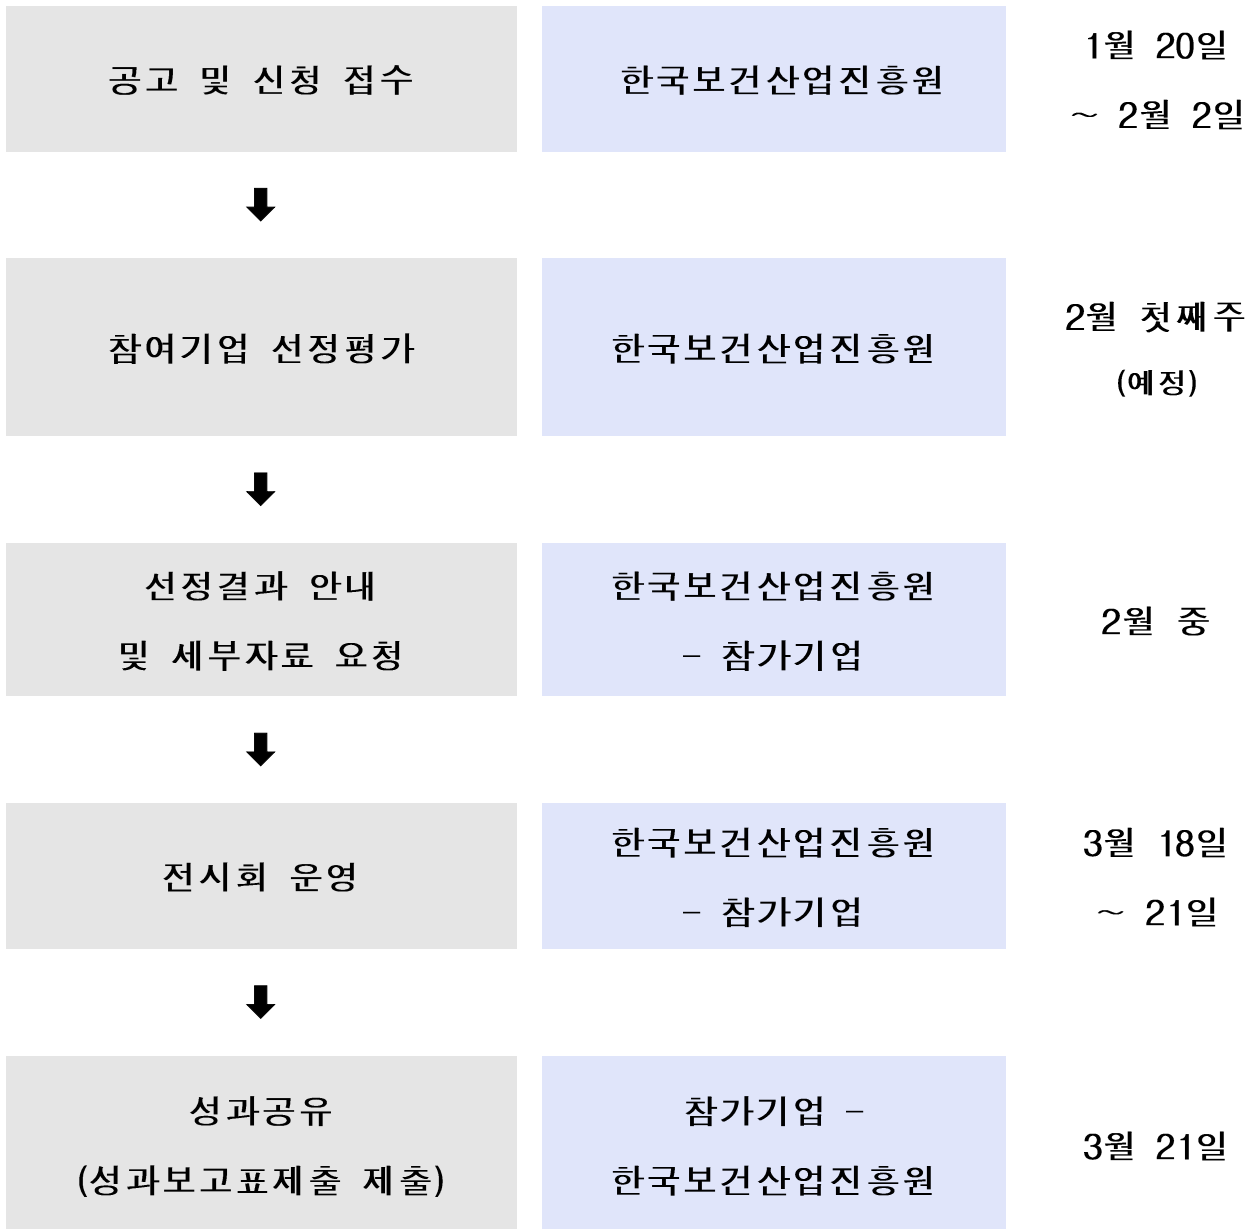 공고 및 신청 접수
한국보건산업진흥원
1월 20일
~ 2월 2일
참여기업 선정평가
한국보건산업진흥원
2월 첫째주
(예정)
선정결과 안내
및 세부자료 요청
한국보건산업진흥원
- 참가기업
2월 중
전시회 운영
한국보건산업진흥원
- 참가기업
3월 18일
~ 21일
성과공유
(성과보고표제출 제출)
참가기업 -
한국보건산업진흥원
3월 21일